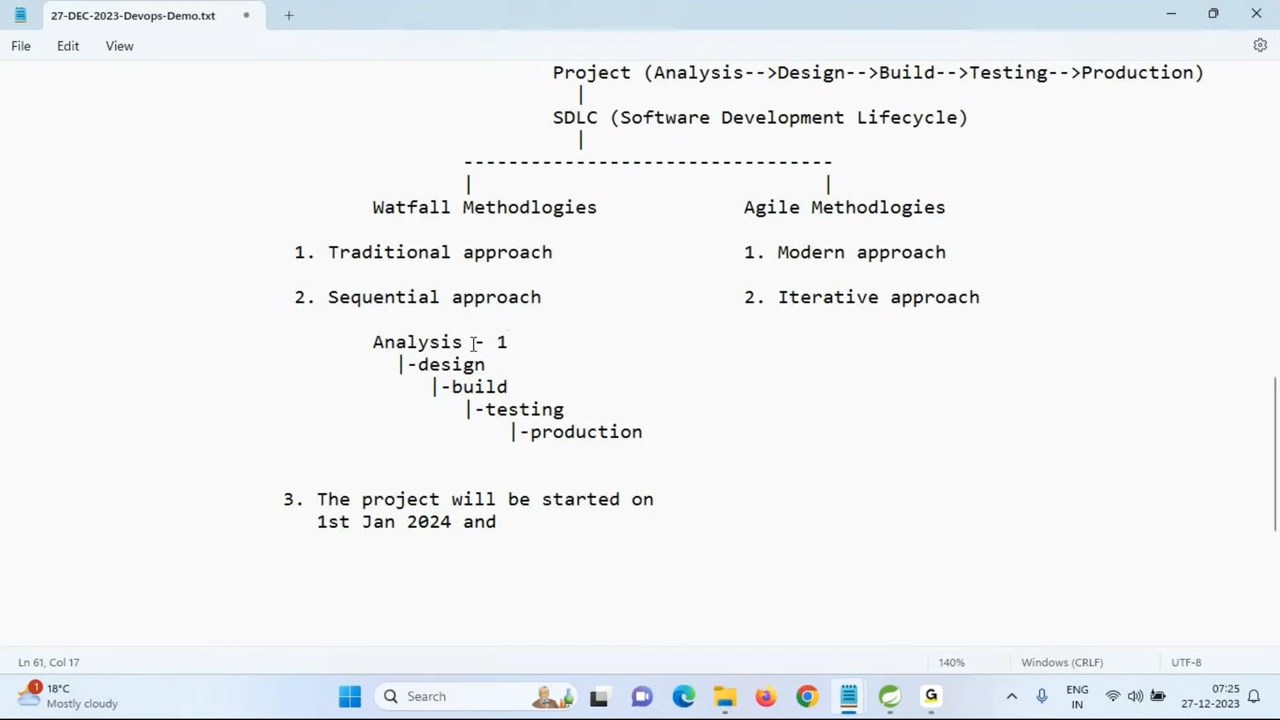 27-DEC-2023-Devops-Demo.txt
File Edit View
Project (Analysis-->Design-->Build-->Testing-->Production)
|
SDLC (Software Development Lifecycle)
|
---------------------------------
| |
Watfall Methodlogies Agile Methodlogies
1. Traditional approach 1. Modern approach
2. Sequential approach 2. Iterative approach
Analysis - 1
|-design
|-build
|-testing
|-production
3. The project will be started on
1st Jan 2024 and
Ln 61, Col 17 140% Windows (CRLF) UTF-8
1
18°C
Mostly cloudy
Search
G
ENG
IN
07:25
27-12-2023